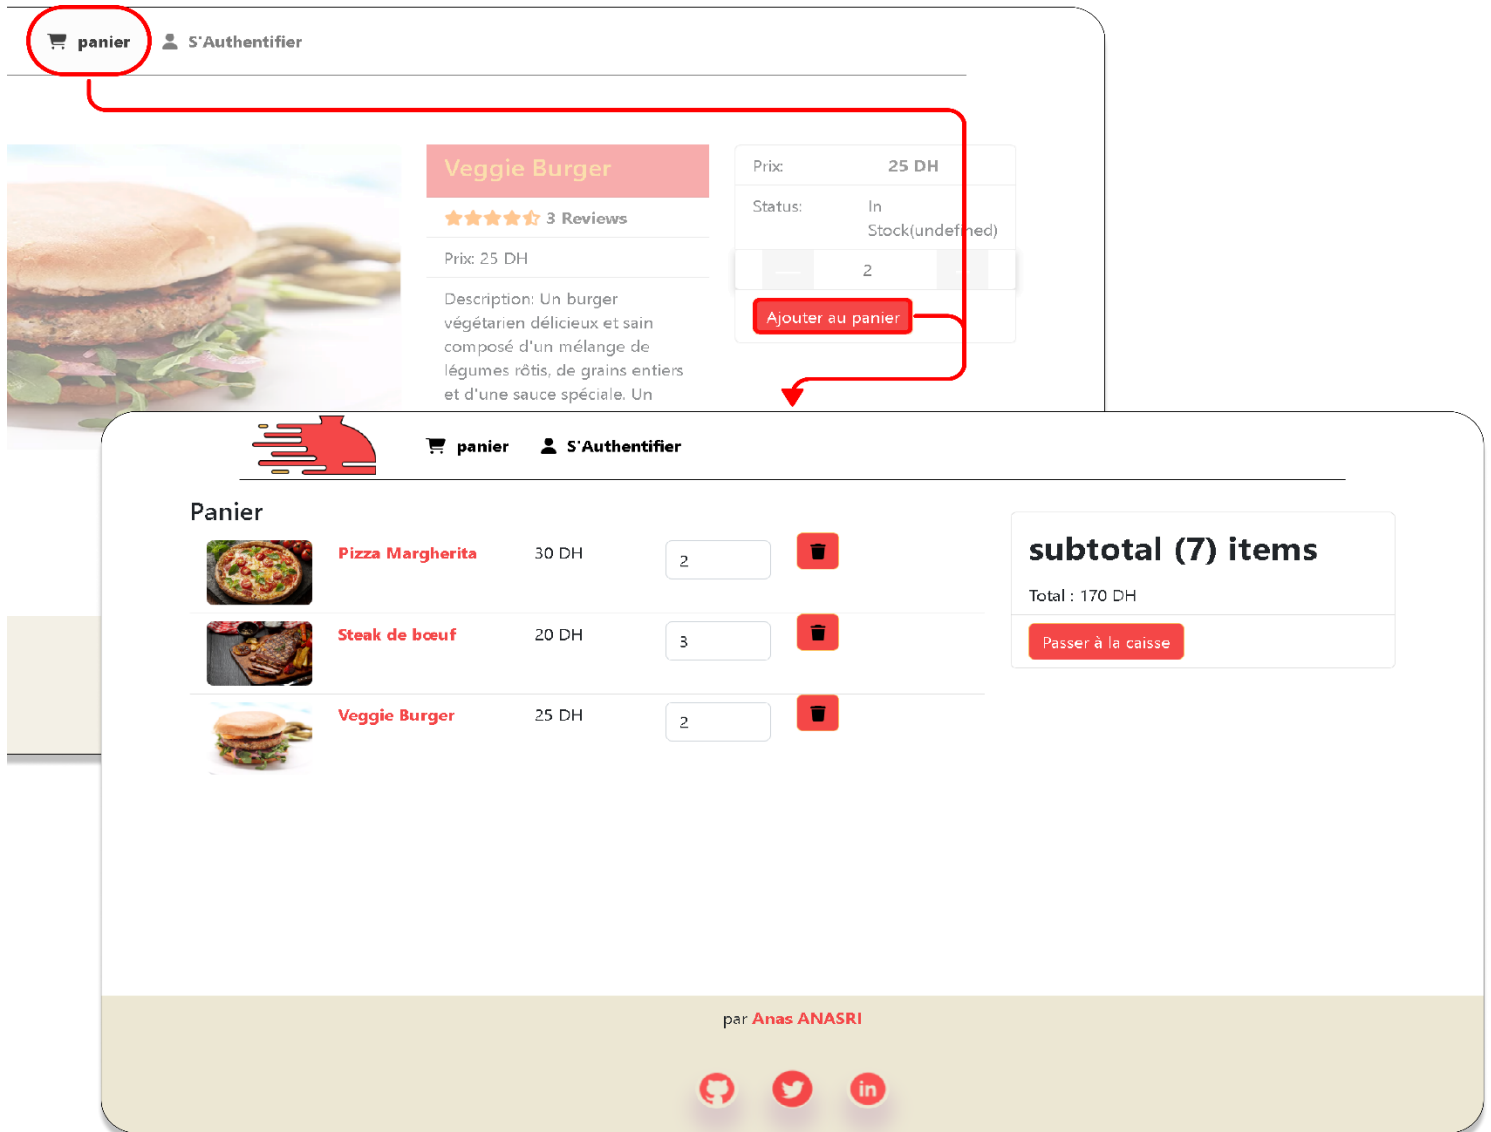 panier
S'Authentifier
Veggie Burger
3 Reviews
Prix: 25 DH
Description: Un burger
végétarien délicieux et sain
composé d'un mélange de
légumes rôtis, de grains entiers
et d'une sauce spéciale. Un
Prix: 25 DH
Status: In
Stock(undefined)
2
Ajouter au panier
panier
S'Authentifier
Panier
Pizza Margherita 30 DH 2
Steak de bœuf 20 DH 3
Veggie Burger 25 DH 2
subtotal (7) items
Total : 170 DH
Passer à la caisse
par Anas ANASRI
in